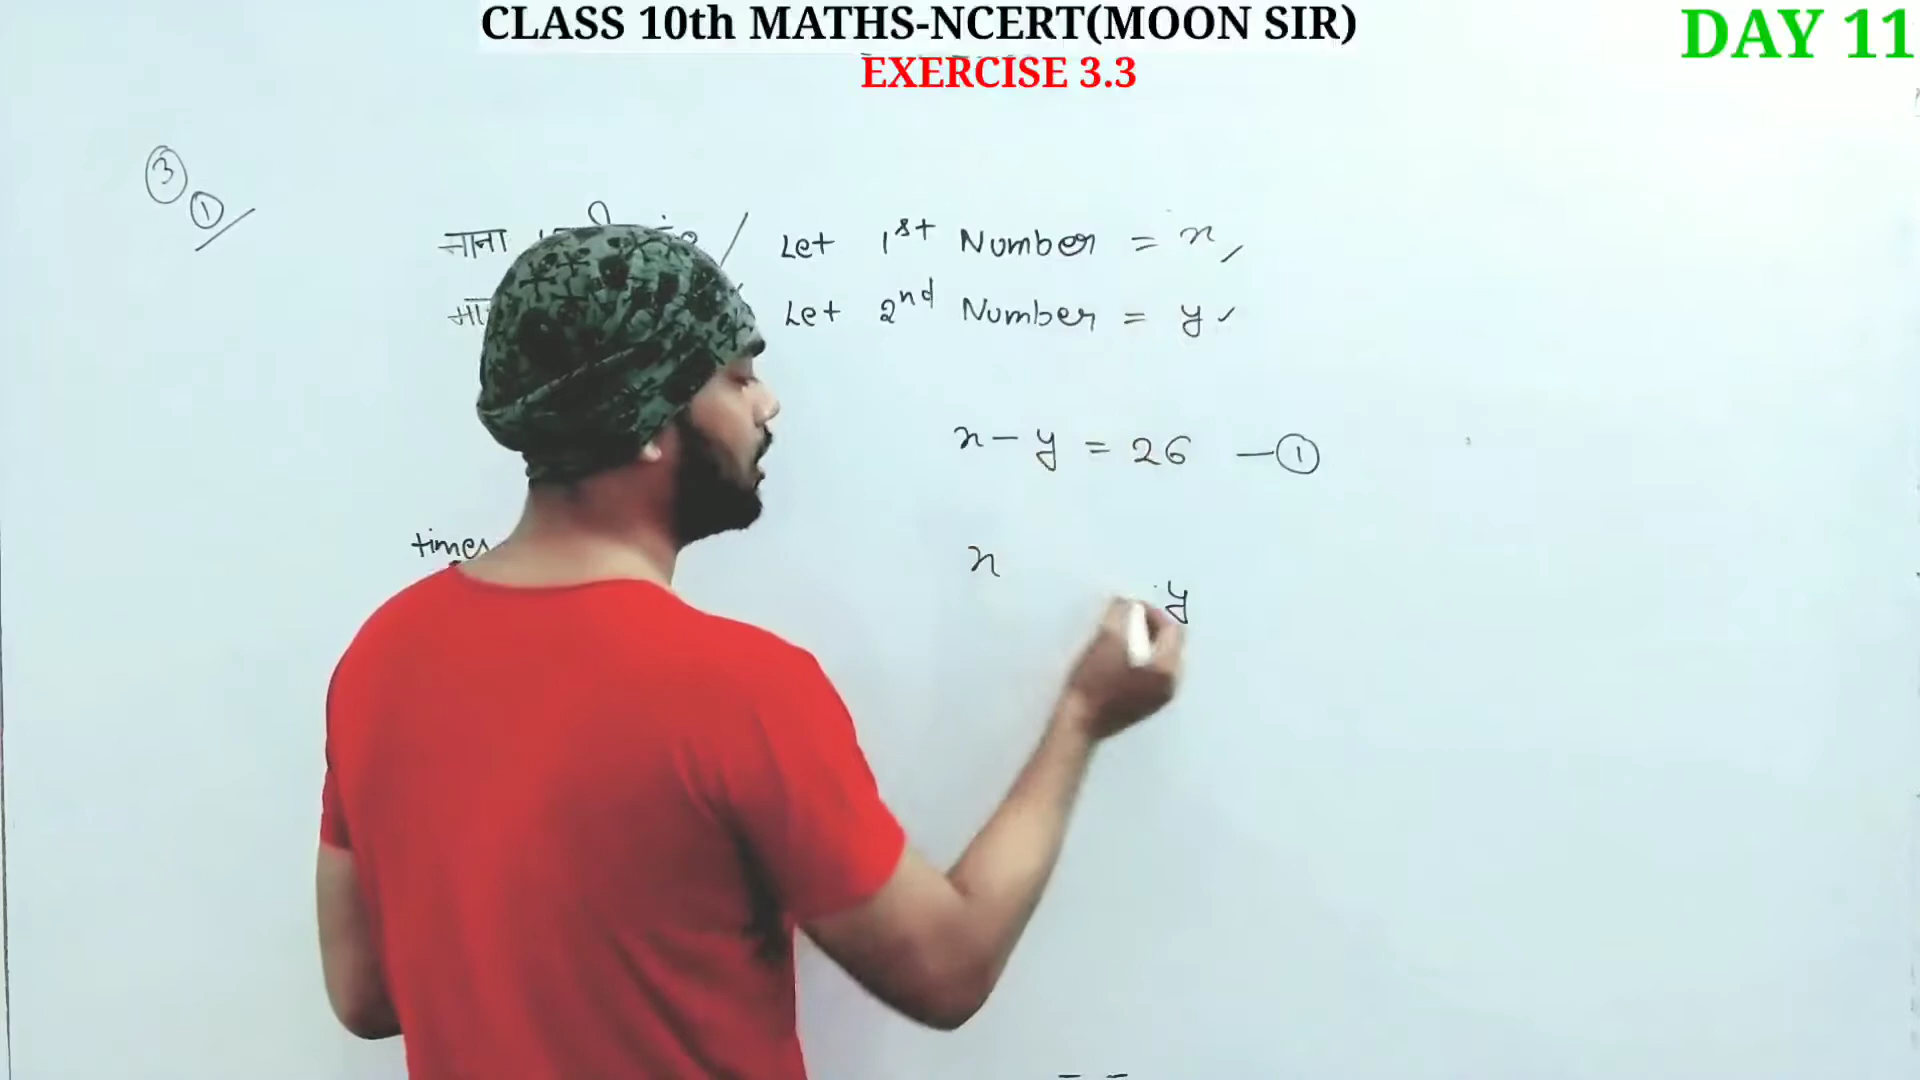 CLASS 10th MATHS-NCERT(MOON SIR)
DAY 11
EXERCISE 3.3
3
1
माना / Let 1st Number = x
Let 2nd Number = y
x - y = 26 — 1
times
x
y